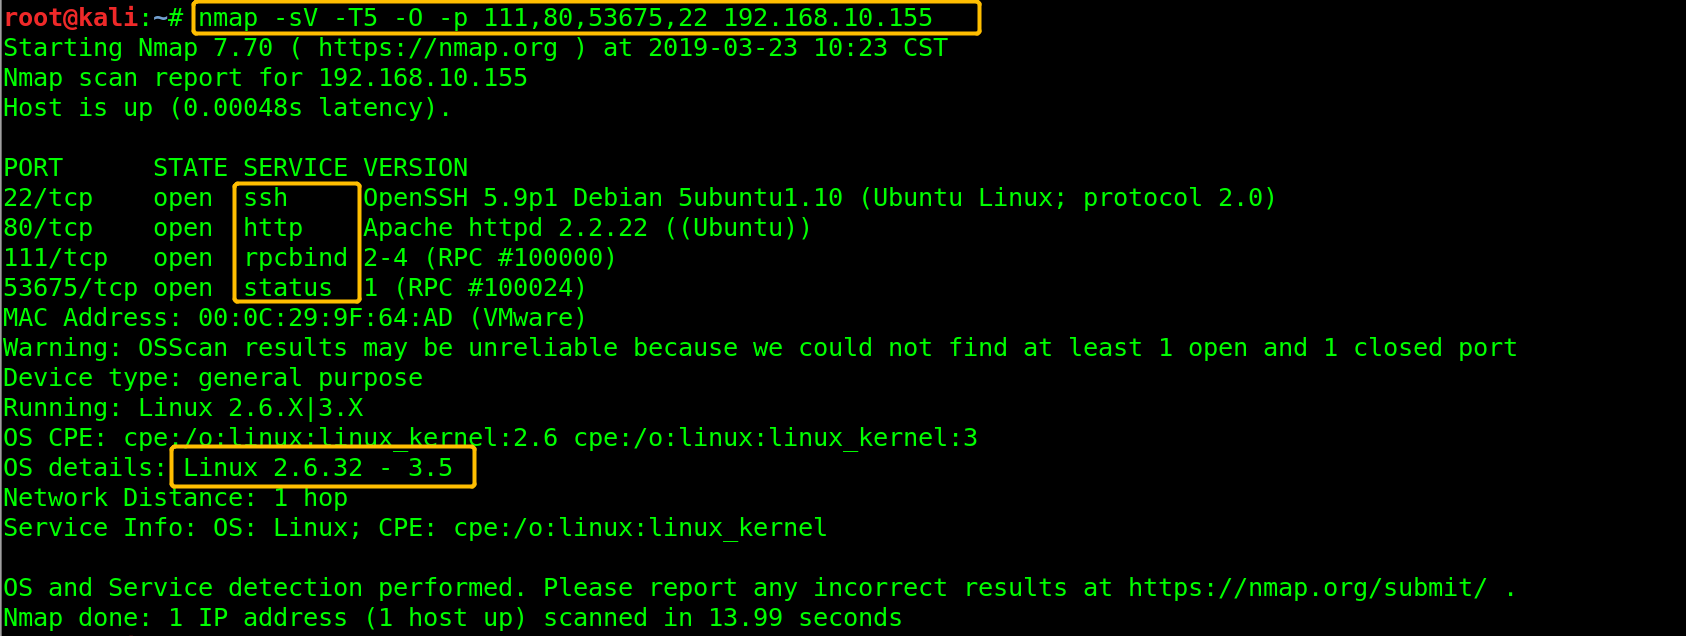 root@kali:~# nmap -sV -T5 -O -p 111,80,53675,22 192.168.10.155
Starting Nmap 7.70 ( https://nmap.org ) at 2019-03-23 10:23 CST
Nmap scan report for 192.168.10.155
Host is up (0.00048s latency).
PORT      STATE SERVICE VERSION
22/tcp    open  ssh     OpenSSH 5.9p1 Debian 5ubuntu1.10 (Ubuntu Linux; protocol 2.0)
80/tcp    open  http    Apache httpd 2.2.22 ((Ubuntu))
111/tcp   open  rpcbind 2-4 (RPC #100000)
53675/tcp open  status  1 (RPC #100024)
MAC Address: 00:0C:29:9F:64:AD (VMware)
Warning: OSScan results may be unreliable because we could not find at least 1 open and 1 closed port
Device type: general purpose
Running: Linux 2.6.X|3.X
OS CPE: cpe:/o:linux:linux_kernel:2.6 cpe:/o:linux:linux_kernel:3
OS details: Linux 2.6.32 - 3.5
Network Distance: 1 hop
Service Info: OS: Linux; CPE: cpe:/o:linux:linux_kernel
OS and Service detection performed. Please report any incorrect results at https://nmap.org/submit/ .
Nmap done: 1 IP address (1 host up) scanned in 13.99 seconds